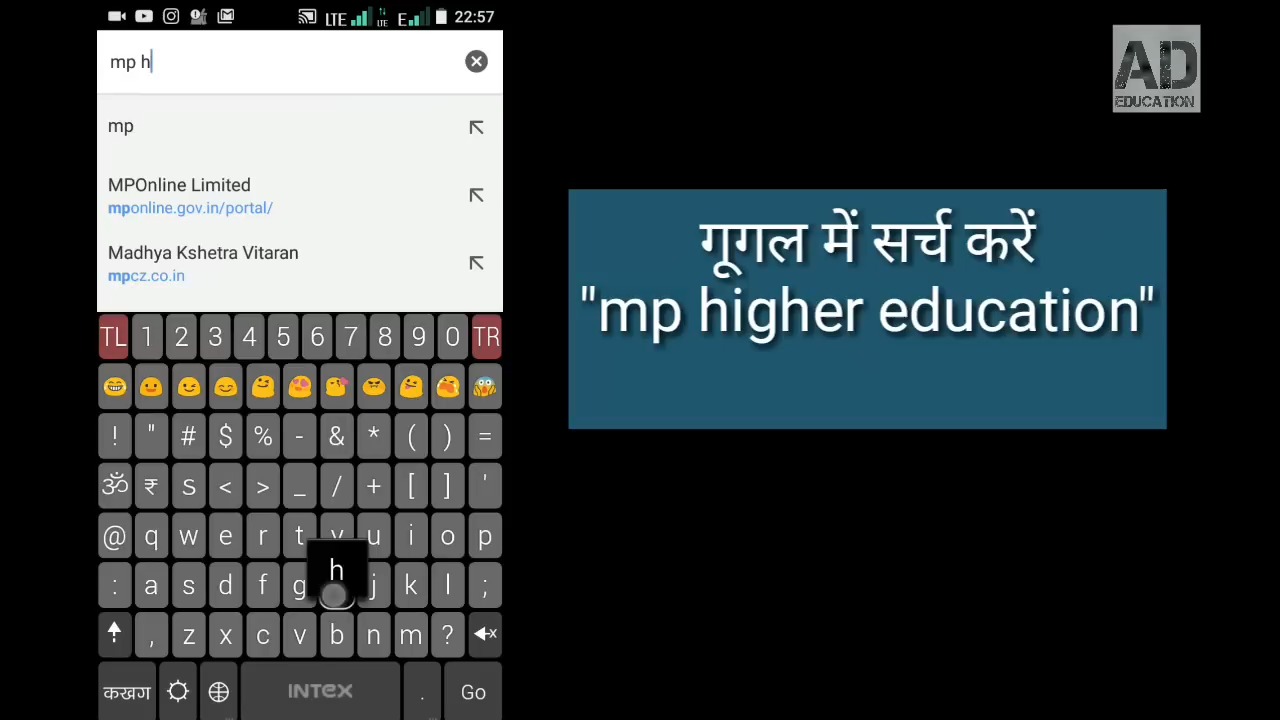 LTE LTE E 22:57
mp h
mp
MPOnline Limited
mponline.gov.in/portal/
Madhya Kshetra Vitaran
mpcz.co.in
TL 1 2 3 4 5 6 7 8 9 0 TR
! " # $ % - & * ( ) =
ॐ ₹ s < > _ / + [ ] '
@ q w e r t y u i o p
h
: a s d f g j k l ;
, z x c v b n m ?
कखग INTEX . Go
AD
EDUCATION
गूगल में सर्च करें
"mp higher education"